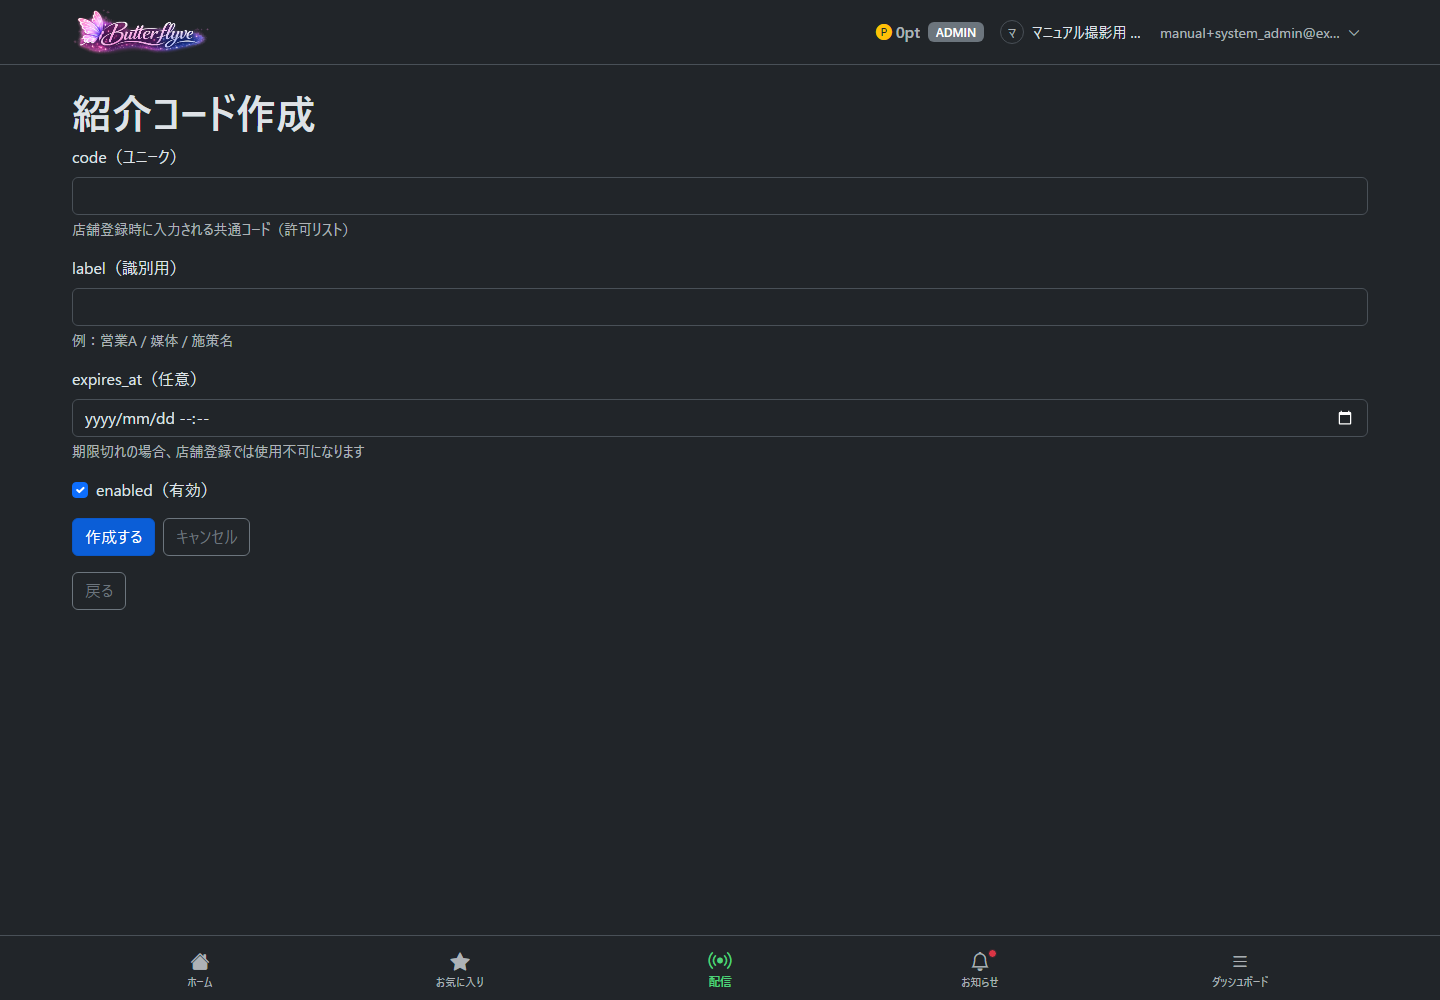 Butterflyve
P 0pt ADMIN マ マニュアル撮影用 ... manual+system_admin@ex...
紹介コード作成
code（ユニーク）
店舗登録時に入力される共通コード（許可リスト）
label（識別用）
例：営業A / 媒体 / 施策名
expires_at（任意）
yyyy/mm/dd --:--
期限切れの場合、店舗登録では使用不可になります
enabled（有効）
作成する キャンセル
戻る
ホーム お気に入り 配信 お知らせ ダッシュボード